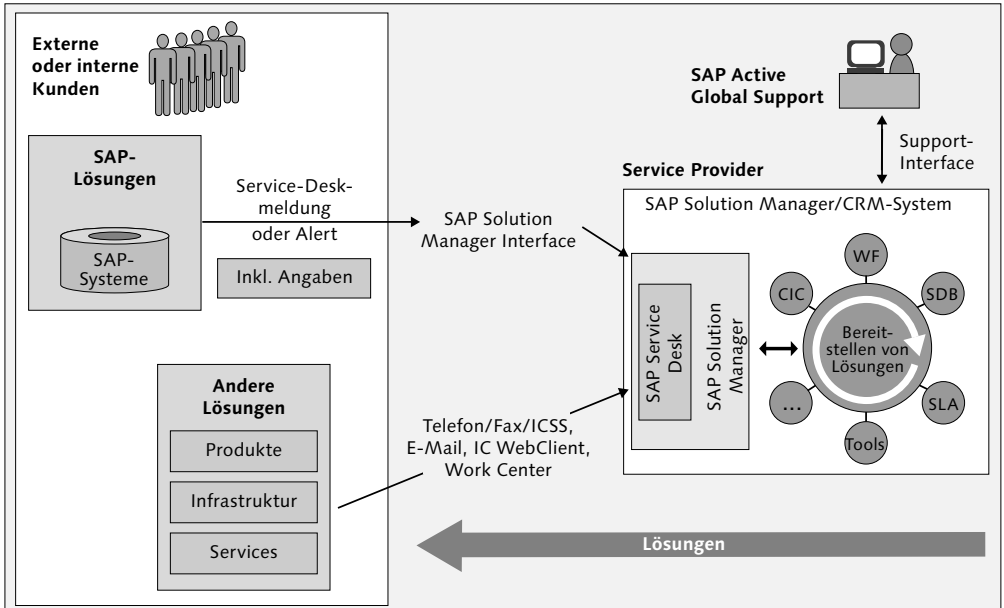 Externe
oder interne
Kunden
SAP-
Lösungen
SAP-
Systeme
Service-Desk-
meldung
oder Alert
Inkl. Angaben
SAP Solution
Manager Interface
Andere
Lösungen
Produkte
Infrastruktur
Services
Telefon/Fax/ICSS,
E-Mail, IC WebClient,
Work Center
SAP Active
Global Support
Support-
Interface
Service Provider
SAP Solution Manager/CRM-System
SAP Service
Desk
SAP Solution
Manager
WF
CIC
SDB
Bereit-
stellen von
Lösungen
...
SLA
Tools
Lösungen